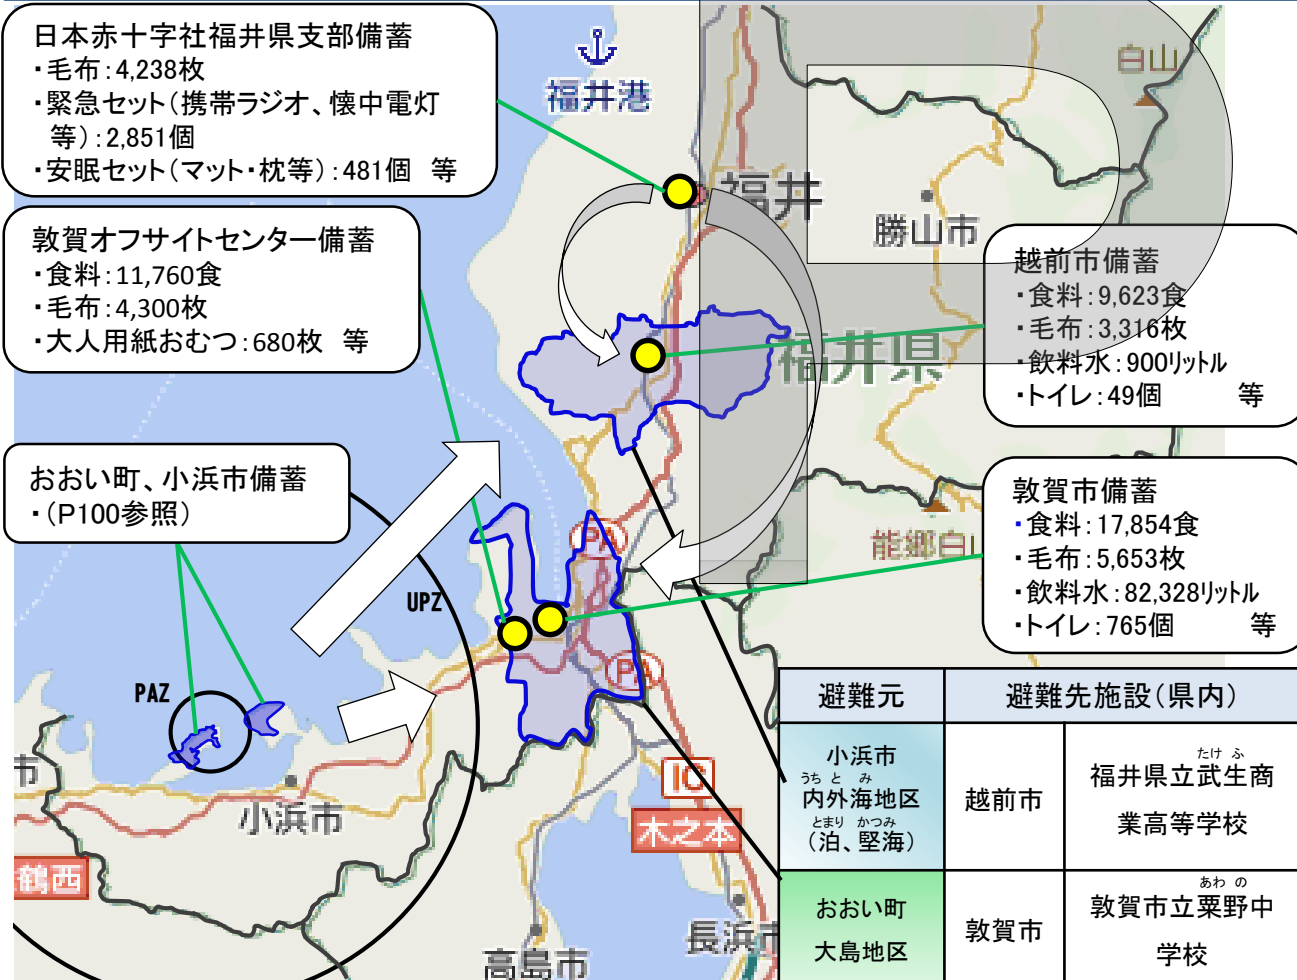 日本赤十字社福井県支部備蓄
・毛布:4,238枚
・緊急セット(携帯ラジオ、懐中電灯
等):2,851個
・安眠セット(マット・枕等):481個 等
敦賀オフサイトセンター備蓄
・食料:11,760食
・毛布:4,300枚
・大人用紙おむつ:680枚 等
おおい町、小浜市備蓄
・(P100参照)
越前市備蓄
・食料:9,623食
・毛布:3,316枚
・飲料水:900リットル
・トイレ:49個 等
敦賀市備蓄
・食料:17,854食
・毛布:5,653枚
・飲料水:82,328リットル
・トイレ:765個 等
福井港
白山
福井
勝山市
福井県
能郷白山
PA
PA
UPZ
PAZ
市
小浜市
IC
木之本
鶴西
高島市
長浜市
避難元 避難先施設(県内)
小浜市
うち と み
内外海地区
とまり かつみ
(泊、堅海)
越前市
たけ ふ
福井県立武生商
業高等学校
おおい町
大島地区
敦賀市
あわ の
敦賀市立粟野中
学校